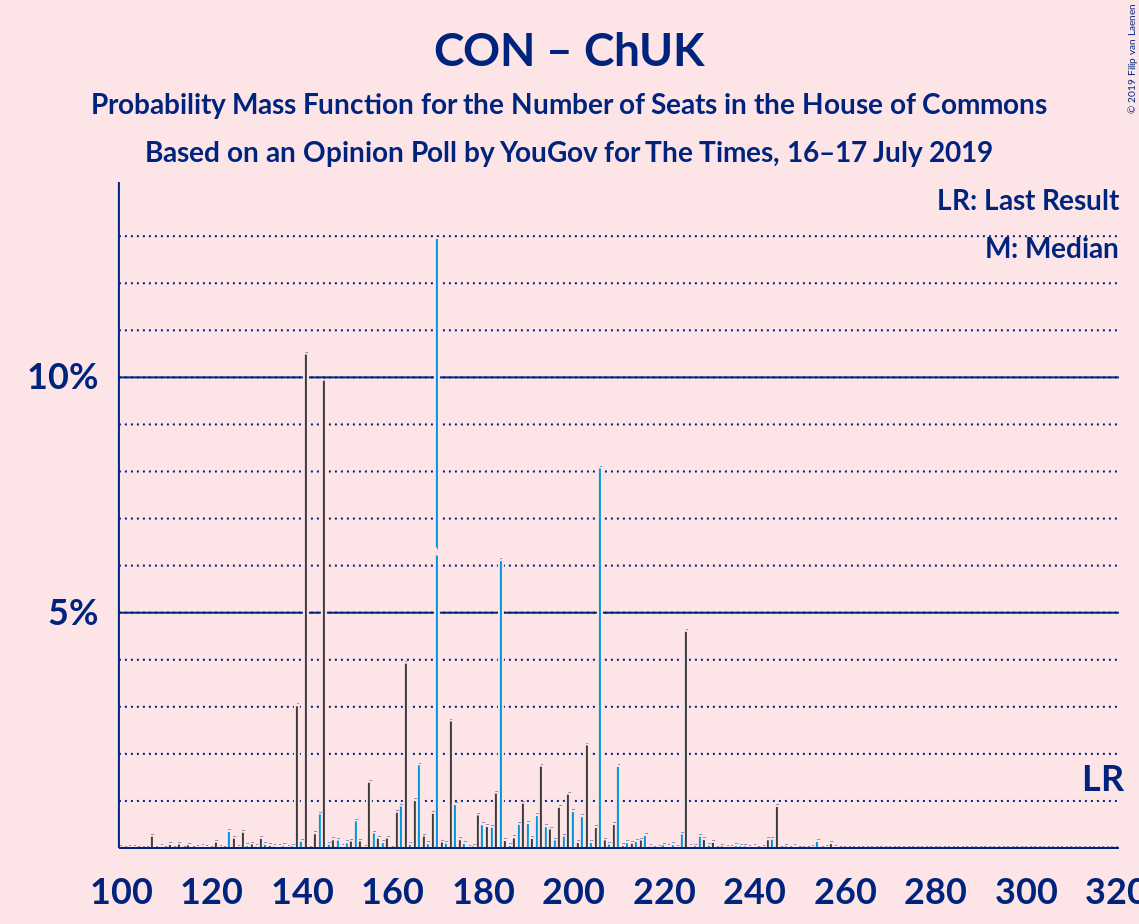 CON – ChUK
Probability Mass Function for the Number of Seats in the House of Commons
Based on an Opinion Poll by YouGov for The Times, 16–17 July 2019
© 2019 Filip van Laenen
LR: Last Result
M: Median
10%
5%
LR
100 120 140 160 180 200 220 240 260 280 300 320